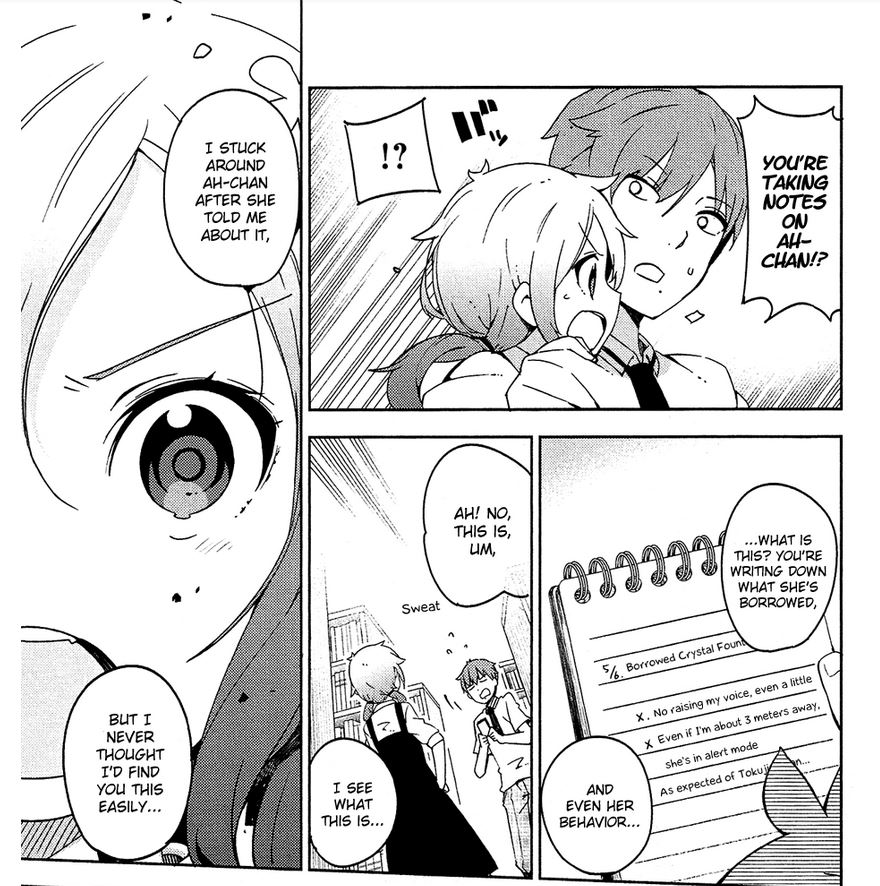 YOU'RE
TAKING
NOTES
ON
AH-
CHAN!?
!?
バッ
...WHAT IS
THIS? YOU'RE
WRITING DOWN
WHAT SHE'S
BORROWED,
5/6. Borrowed Crystal
X. No raising my voice, even a little
X Even if I'm about 3 meters away,
she's in alert mode
As expected of
AND
EVEN HER
BEHAVIOR...
AH! NO,
THIS IS,
UM,
Sweat
I SEE
WHAT
THIS IS...
I STUCK
AROUND
AH-CHAN
AFTER SHE
TOLD ME
ABOUT IT,
BUT I
NEVER
THOUGHT
I'D FIND
YOU THIS
EASILY...